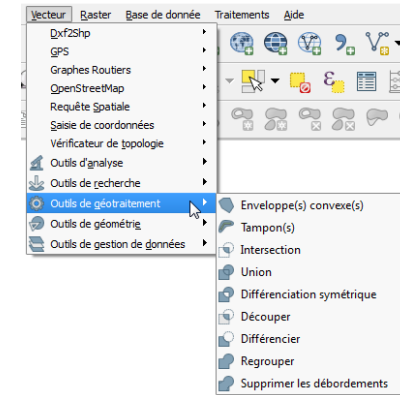 Vecteur Raster Base de donnée Traitements Aide
Dxf2Shp
GPS
Graphes Routiers
OpenStreetMap
Requête Spatiale
Saisie de coordonnées
Vérificateur de topologie
Outils d'analyse
Outils de recherche
Outils de géotraitement
Outils de géométrie
Outils de gestion de données
Enveloppe(s) convexe(s)
Tampon(s)
Intersection
Union
Différenciation symétrique
Découper
Différencier
Regrouper
Supprimer les débordements